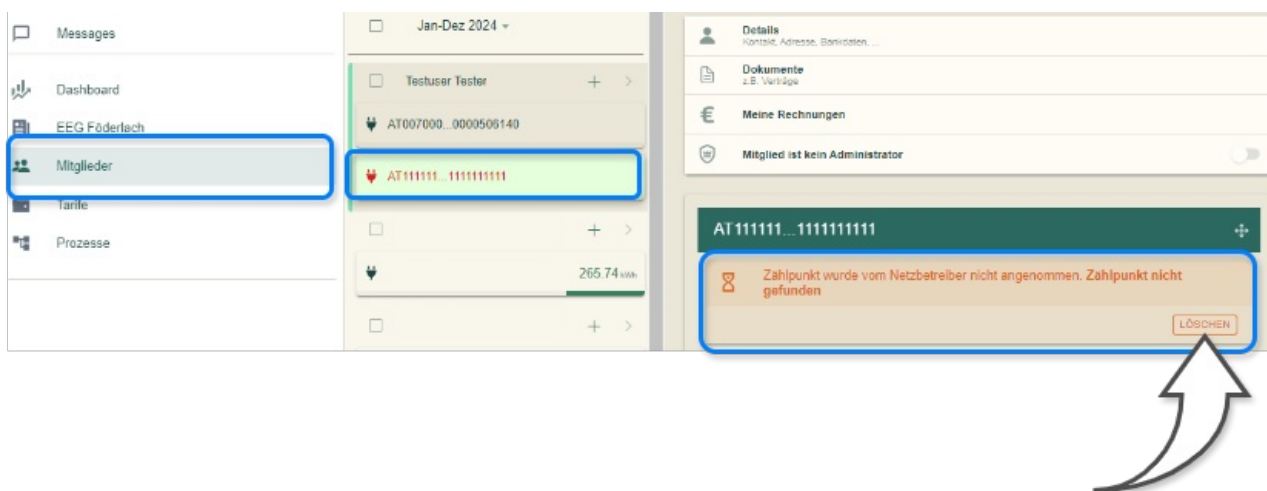 Messages
Dashboard
EEG Föderlach
Mitglieder
Tarife
Prozesse
Jan-Dez 2024
Testuser Tester
AT007000...0000506140
AT111111...1111111111
265.74 kWh
Details
Kontakt, Adresse, Bankdaten, ...
Dokumente
z.B. Verträge
Meine Rechnungen
Mitglied ist kein Administrator
AT111111...1111111111
Zählpunkt wurde vom Netzbetreiber nicht angenommen. Zählpunkt nicht
gefunden
LÖSCHEN